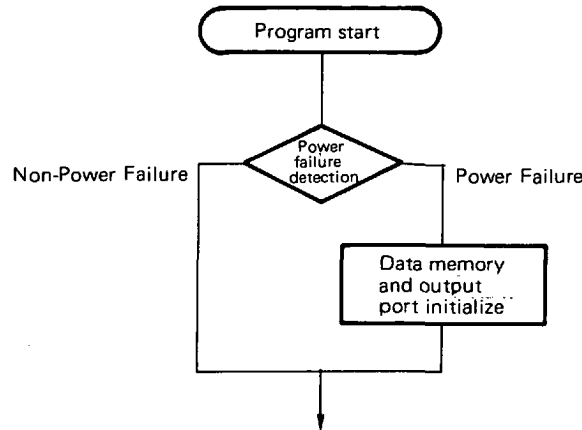 Program start
Power
failure
detection
Non-Power Failure
Power Failure
Data memory
and output
port initialize